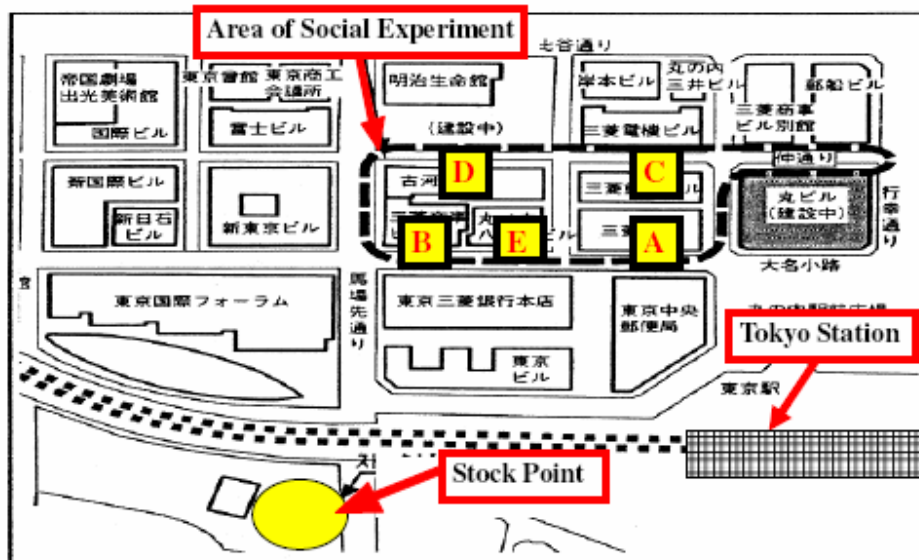 Area of Social Experiment
帝国劇場
出光美術館
国際ビル
東京會館
東京商工
会議所
富士ビル
明治生命館
(建設中)
岸本ビル
丸の内
三井ビル
郵船ビル
三菱商事
ビル別館
三菱電機ビル
仲通り
新国際ビル
新日石
ビル
新東京ビル
古河
D
C
B
E
A
丸ビル
(建設中)
行幸通り
大名小路
東京国際フォーラム
馬場先通り
東京三菱銀行本店
東京
ビル
東京中央
郵便局
Tokyo Station
東京駅
Stock Point